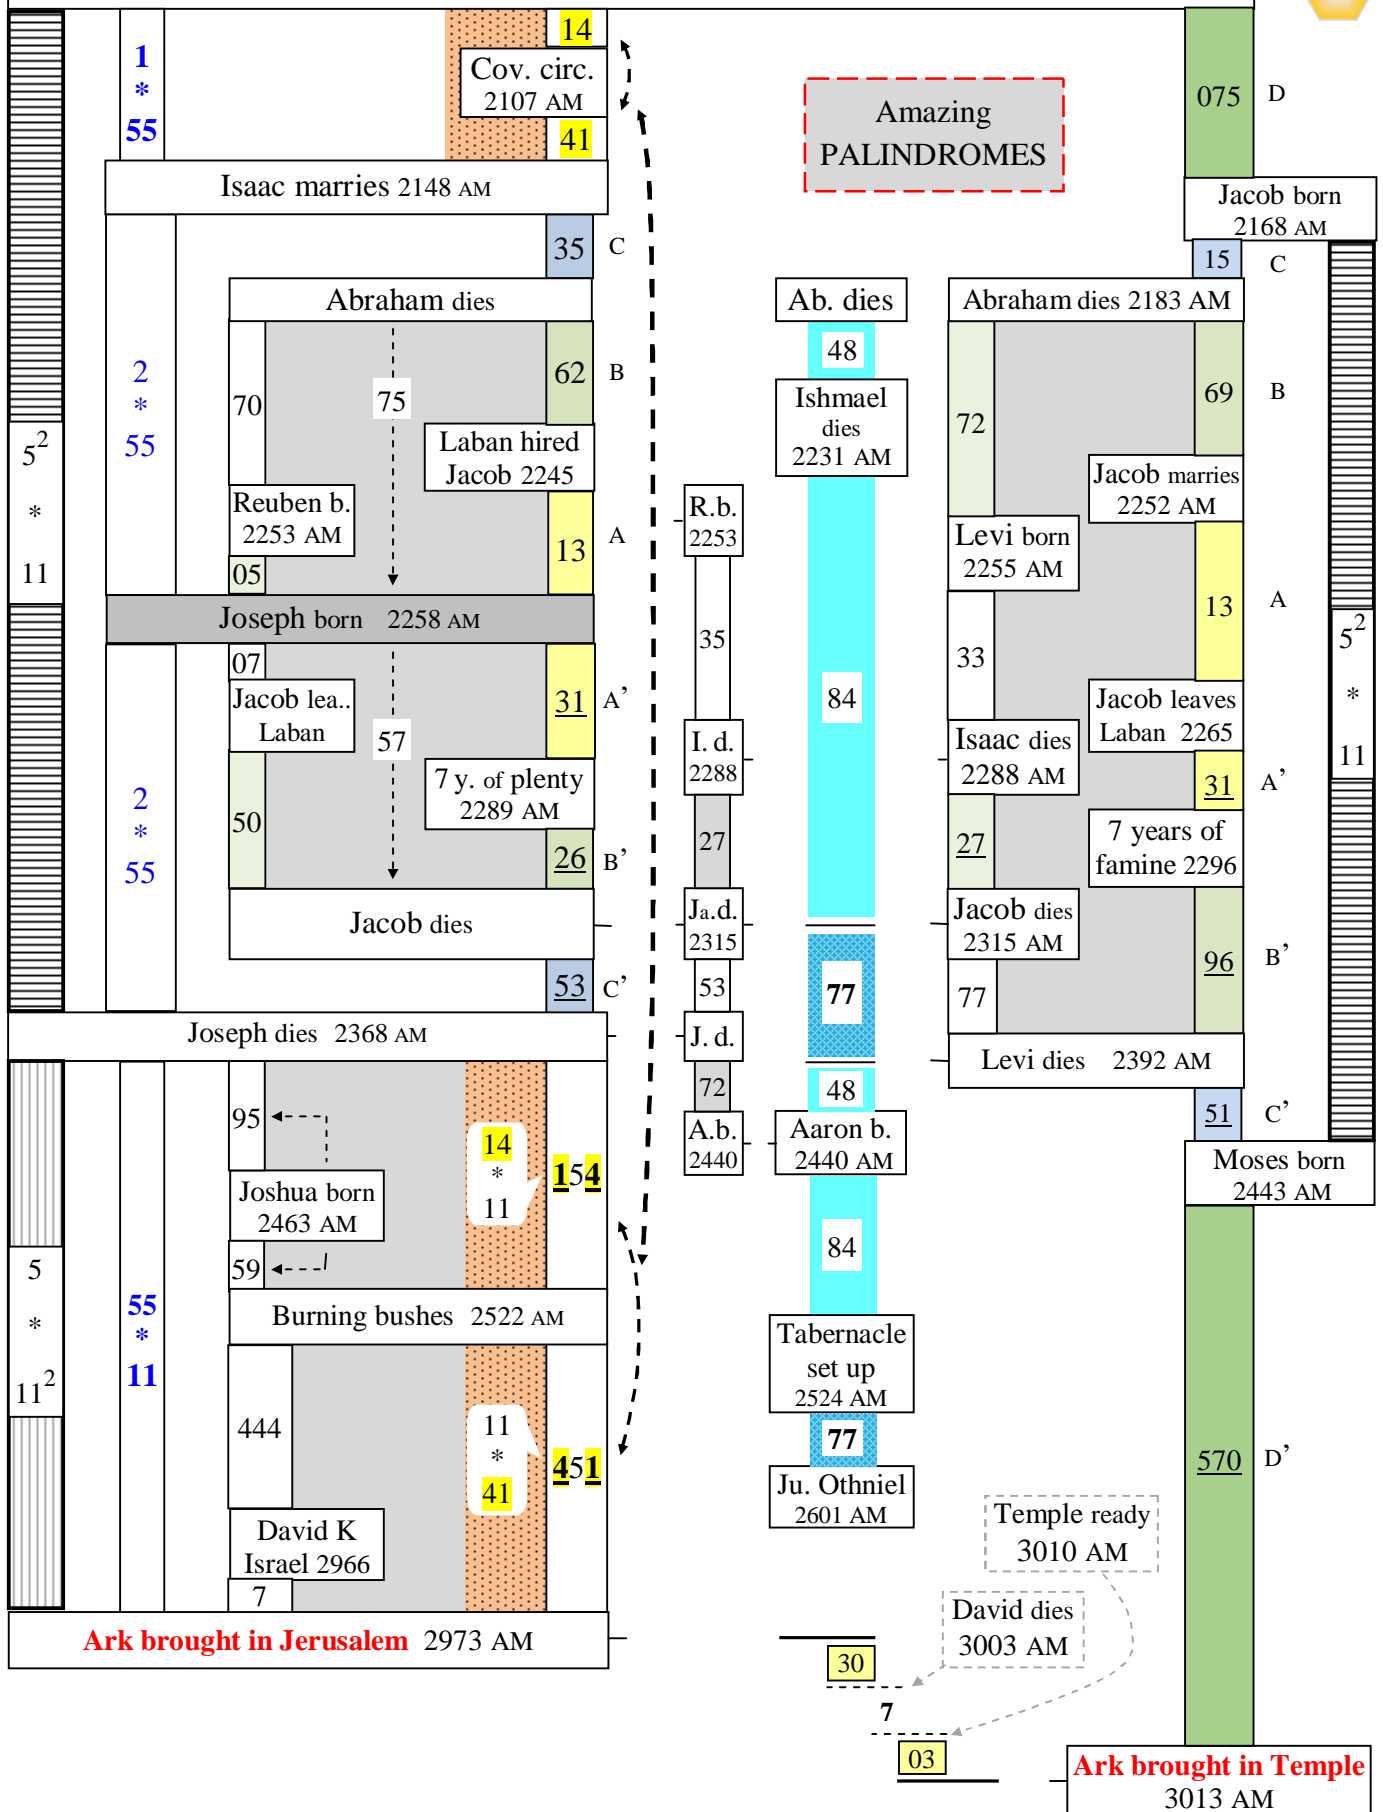 1
*
55
14
Cov. circ.
2107 AM
41
Isaac marries 2148 AM
35
C
Abraham dies
2
*
55
5²
*
11
70
75
62
B
Laban hired
Jacob 2245
Reuben b.
2253 AM
13
A
05
Joseph born 2258 AM
07
31
A’
Jacob lea..
Laban
57
7 y. of plenty
2289 AM
2
*
55
50
26
B’
Jacob dies
53
C’
Joseph dies 2368 AM
95
14
*
11
154
Joshua born
2463 AM
59
5
*
11²
55
*
11
Burning bushes 2522 AM
444
11
*
41
451
David K
Israel 2966
7
Ark brought in Jerusalem 2973 AM
Amazing
PALINDROMES
R.b.
2253
35
I. d.
2288
27
Ja.d.
2315
53
J. d.
72
A.b.
2440
Ab. dies
48
Ishmael
dies
2231 AM
84
77
48
Aaron b.
2440 AM
84
Tabernacle
set up
2524 AM
77
Ju. Othniel
2601 AM
30
7
03
David dies
3003 AM
Temple ready
3010 AM
075
D
Jacob born
2168 AM
15
C
Abraham dies 2183 AM
72
69
B
Jacob marries
2252 AM
Levi born
2255 AM
13
A
33
5²
*
11
Jacob leaves
Laban 2265
Isaac dies
2288 AM
31
A’
27
7 years of
famine 2296
Jacob dies
2315 AM
96
B’
77
Levi dies 2392 AM
51
C’
Moses born
2443 AM
570
D’
Ark brought in Temple
3013 AM